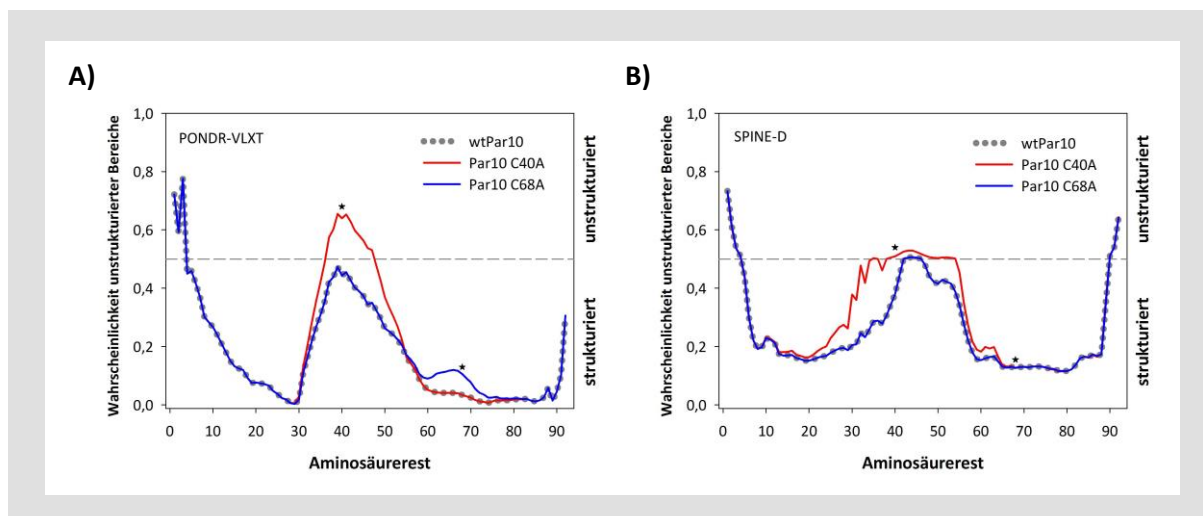 A)
Wahrscheinlichkeit unstrukturierter Bereiche
1,0
0,8
0,6
0,4
0,2
0,0
PONDR-VLXT
wtPar10
Par10 C40A
Par10 C68A
★
★
unstrukturiert
strukturiert
0 10 20 30 40 50 60 70 80 90
Aminosäurerest
B)
Wahrscheinlichkeit unstrukturierter Bereiche
1,0
0,8
0,6
0,4
0,2
0,0
SPINE-D
wtPar10
Par10 C40A
Par10 C68A
★
★
unstrukturiert
strukturiert
0 10 20 30 40 50 60 70 80 90
Aminosäurerest